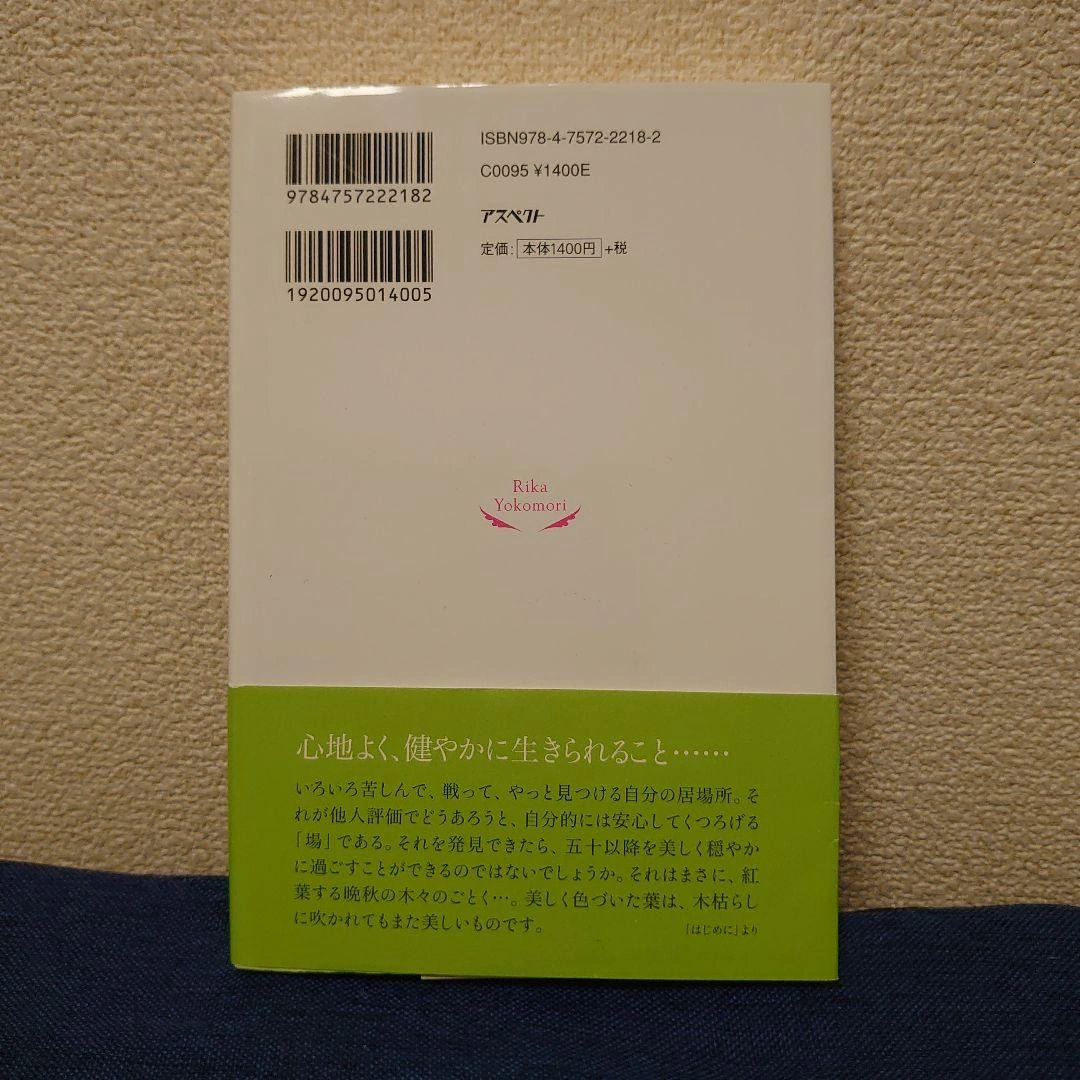 9784757222182
1920095014005
ISBN978-4-7572-2218-2
C0095 ¥1400E
アスペクト
定価:本体1400円+税
Rika
Yokomori
心地よく、健やかに生きられること……
いろいろ苦しんで、戦って、やっと見つける自分の居場所。そ
れが他人評価でどうあろうと、自分的には安心してくつろげる
「場」である。それを発見できたら、五十以降を美しく穏やか
に過ごすことができるのではないでしょうか。それはまさに、紅
葉する晩秋の木々のごとく…。美しく色づいた葉は、木枯らし
に吹かれてもまた美しいものです。
「はじめに」より